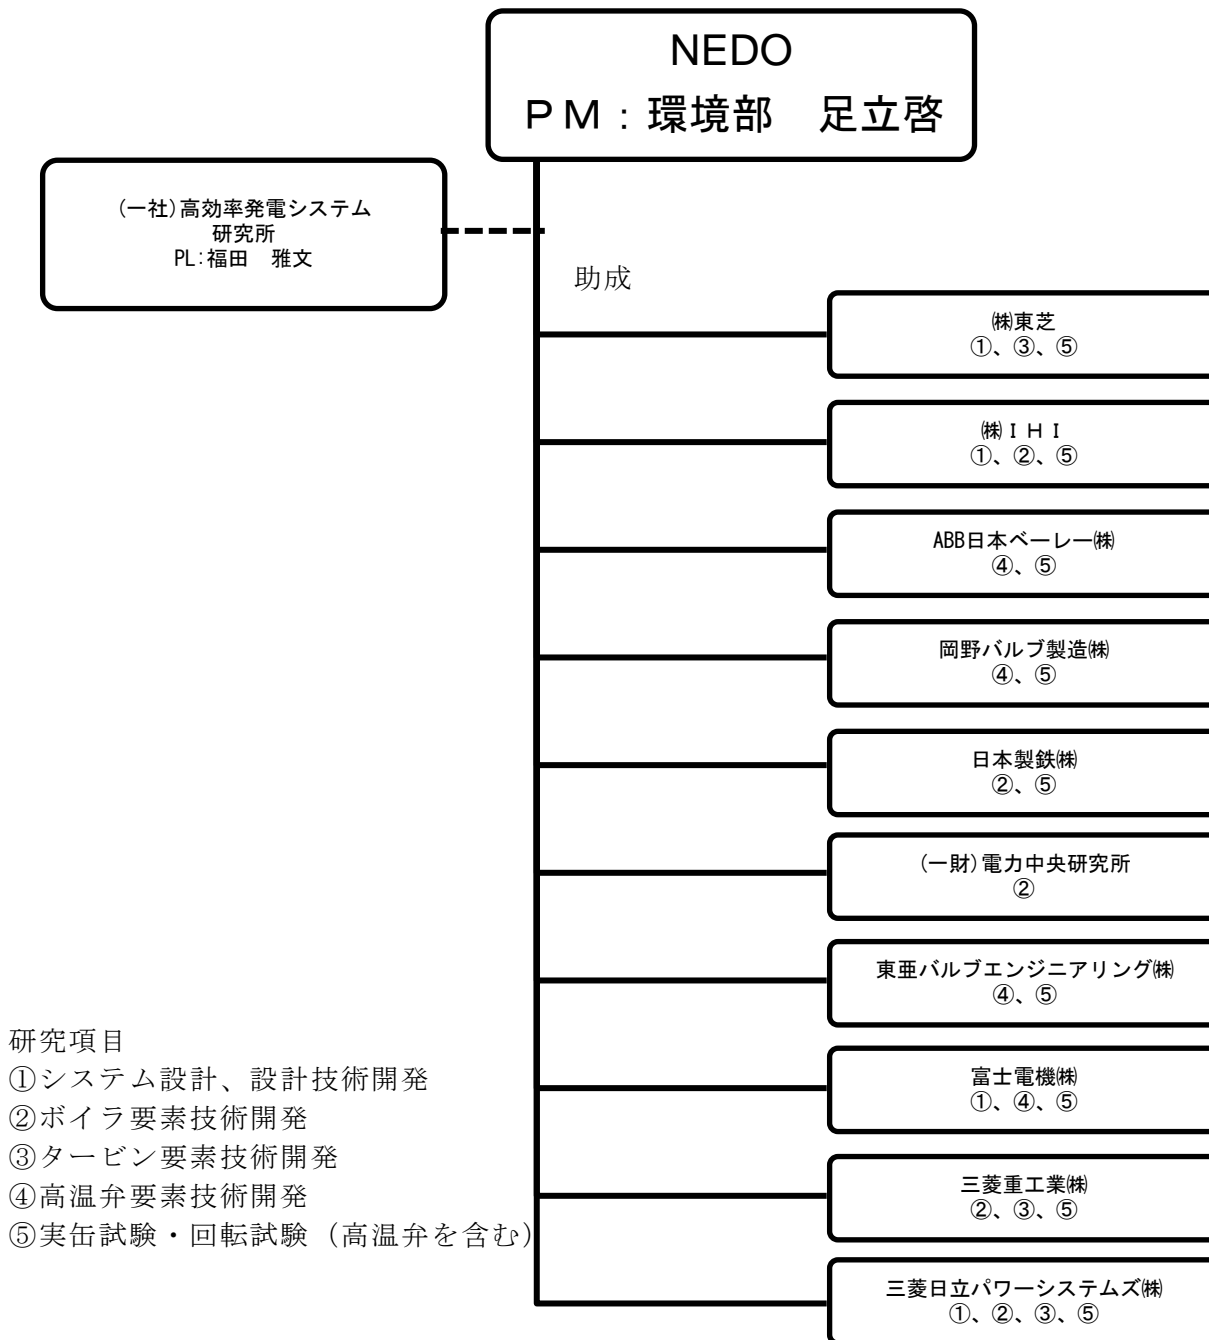 NEDO
ＰＭ：環境部　足立啓
(一社)高効率発電システム
研究所
PL:福田　雅文
助成
㈱東芝
①、③、⑤
㈱ＩＨＩ
①、②、⑤
ABB日本ベーレー㈱
④、⑤
岡野バルブ製造㈱
④、⑤
日本製鉄㈱
②、⑤
(一財)電力中央研究所
②
東亜バルブエンジニアリング㈱
④、⑤
富士電機㈱
①、④、⑤
三菱重工業㈱
②、③、⑤
三菱日立パワーシステムズ㈱
①、②、③、⑤
研究項目
①システム設計、設計技術開発
②ボイラ要素技術開発
③タービン要素技術開発
④高温弁要素技術開発
⑤実缶試験・回転試験（高温弁を含む）